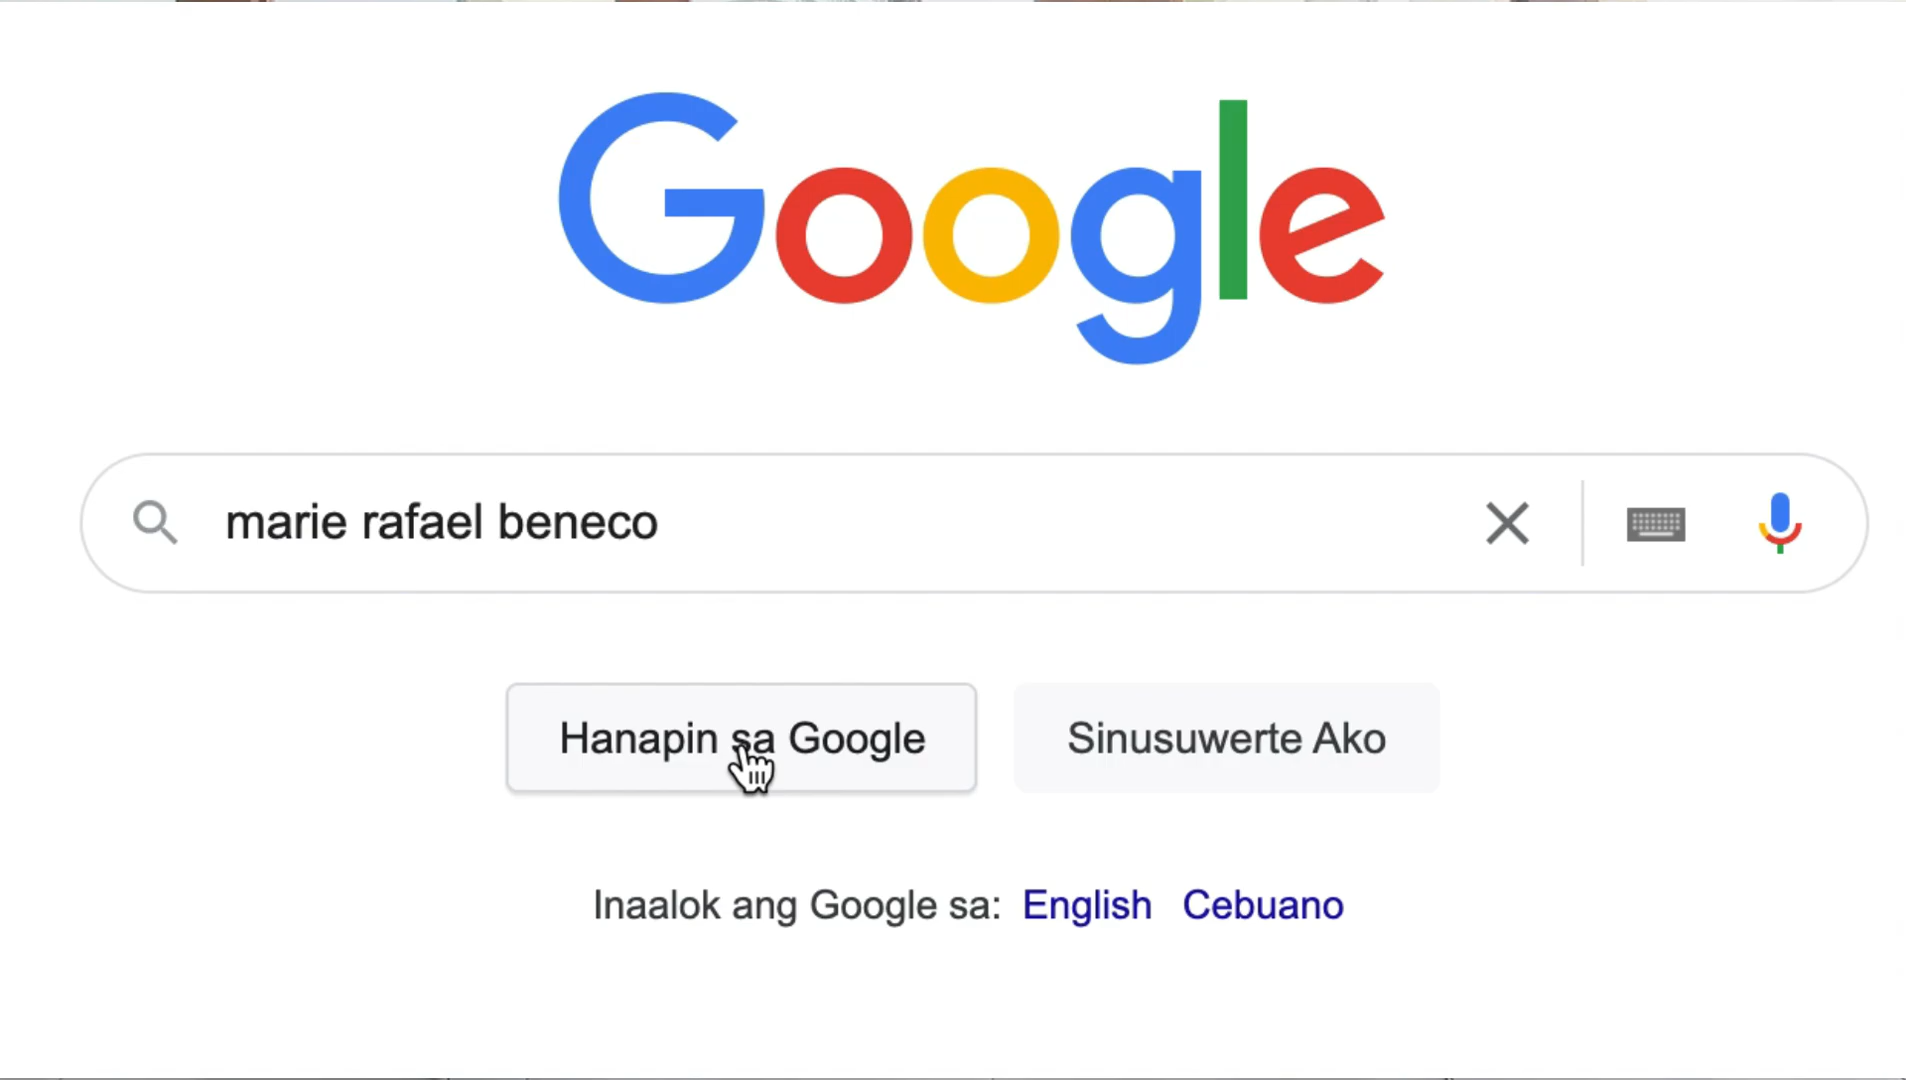 Google
marie rafael beneco
Hanapin sa Google
Sinusuwerte Ako
Inaalok ang Google sa: English Cebuano